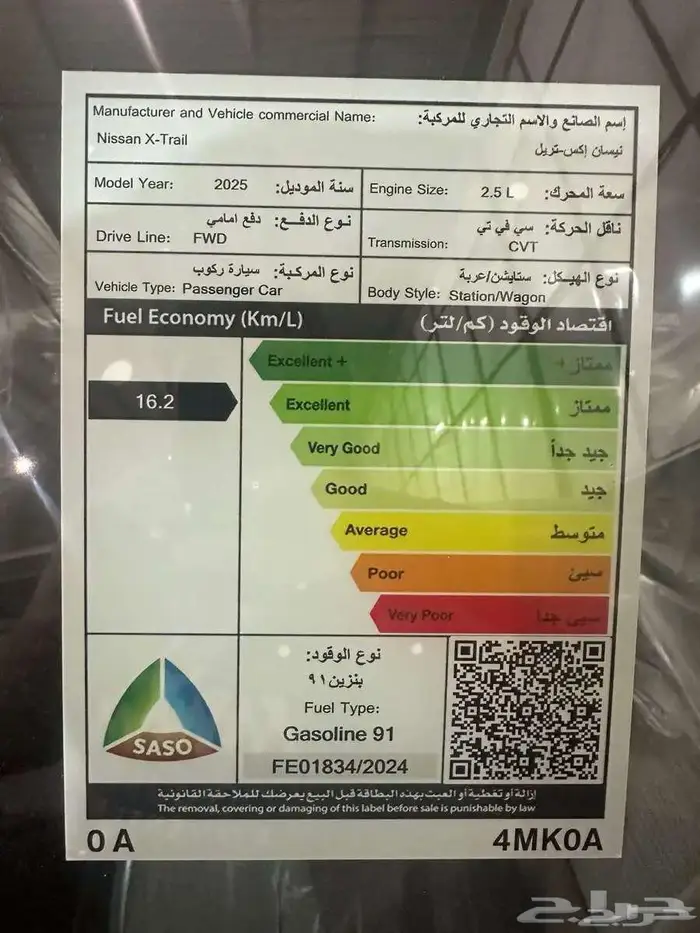 Manufacturer and Vehicle commercial Name: إسم الصانع والاسم التجاري للمركبة:
Nissan X-Trail نيسان إكس-تريل
Model Year: 2025 سنة الموديل:
Engine Size: 2.5 L سعة المحرك:
نوع الدفع: دفع امامي
Drive Line: FWD
ناقل الحركة: سي في تي
Transmission: CVT
نوع المركبة: سيارة ركوب
Vehicle Type: Passenger Car
نوع الهيكل: ستايشن/عربة
Body Style: Station/Wagon
Fuel Economy (Km/L) اقتصاد الوقود (كم/لتر)
Excellent + ممتاز +
16.2
Excellent ممتاز
Very Good جيد جداً
Good جيد
Average متوسط
Poor سيئ
Very Poor سيئ جدا
SASO
نوع الوقود:
بنزين ٩١
Fuel Type:
Gasoline 91
FE01834/2024
إزالة أو تغطية أو العبث بهذه البطاقة قبل البيع يعرضك للملاحقة القانونية
The removal, covering or damaging of this label before sale is punishable by law
0 A 4MK0A
حراج